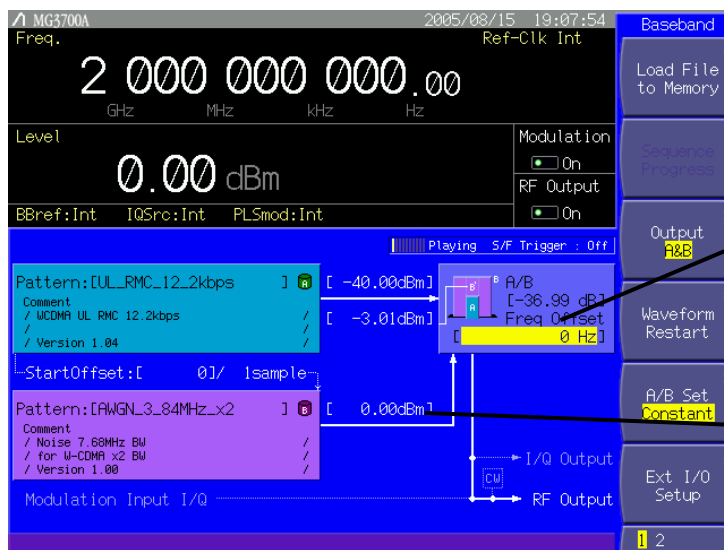 MG3700A 2005/08/15 19:07:54
Freq. Ref-Clk Int
2 000 000 000.00
GHz MHz kHz Hz
Level
0.00 dBm
Modulation
On
RF Output
On
BBref:Int IQSrc:Int PLSmod:Int
Playing S/F Trigger : Off
Pattern:[UL_RMC_12_2kbps ] A
Comment
/ WCDMA UL RMC 12.2kbps /
/ /
/ Version 1.04 /
[ -40.00dBm]
[ -3.01dBm]
B' B
A
A/B
[-36.99 dB]
Freq Offset
[ 0 Hz]
StartOffset:[ 0]/ 1sample
Pattern:[AWGN_3_84MHz_x2 ] B
Comment
/ Noise 7.68MHz BW /
/ for W-CDMA x2 BW /
/ Version 1.00 /
[ 0.00dBm]
I/Q Output
CW
Modulation Input I/Q
RF Output
Baseband
Load File
to Memory
Sequence
Progress
Output
A&B
Waveform
Restart
A/B Set
Constant
Ext I/O
Setup
1 2